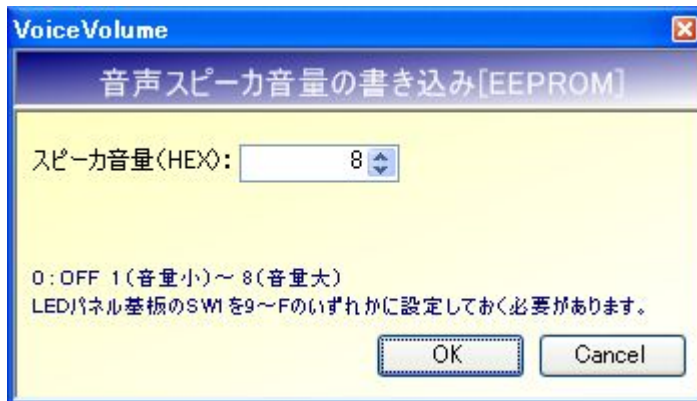 VoiceVolume
音声スピーカ音量の書き込み[EEPROM]
スピーカ音量(HEX): 8
0:OFF 1(音量小)～8(音量大)
LEDパネル基板のSW1を9～Fのいずれかに設定しておく必要があります。
OK Cancel